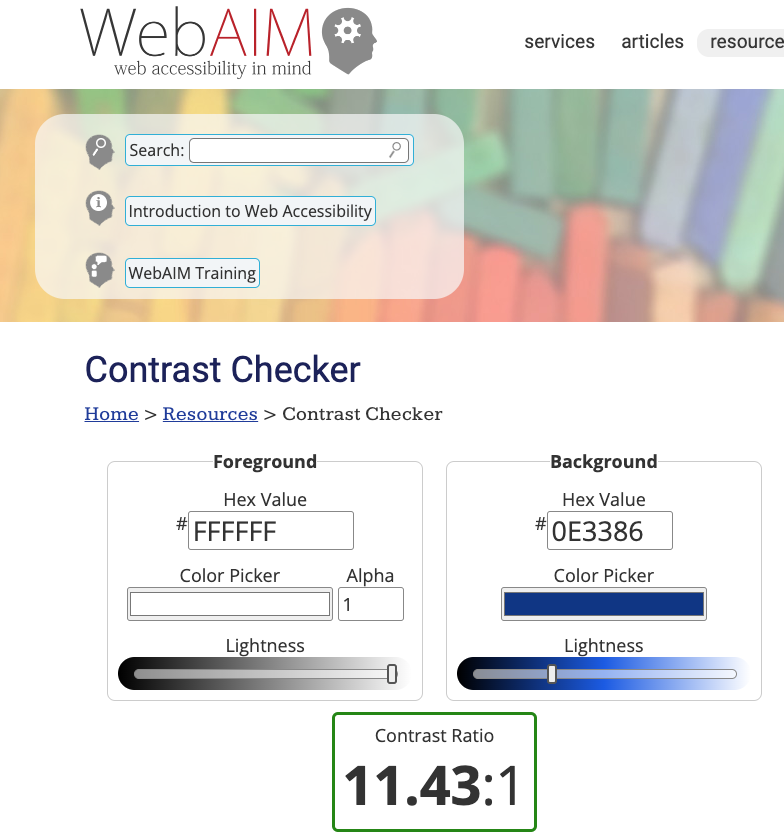 WebAIM
web accessibility in mind
services articles resource
Search:
Introduction to Web Accessibility
WebAIM Training
Contrast Checker
Home > Resources > Contrast Checker
Foreground
Hex Value
# FFFFFF
Color Picker Alpha
1
Lightness
Background
Hex Value
# 0E3386
Color Picker
Lightness
Contrast Ratio
11.43:1